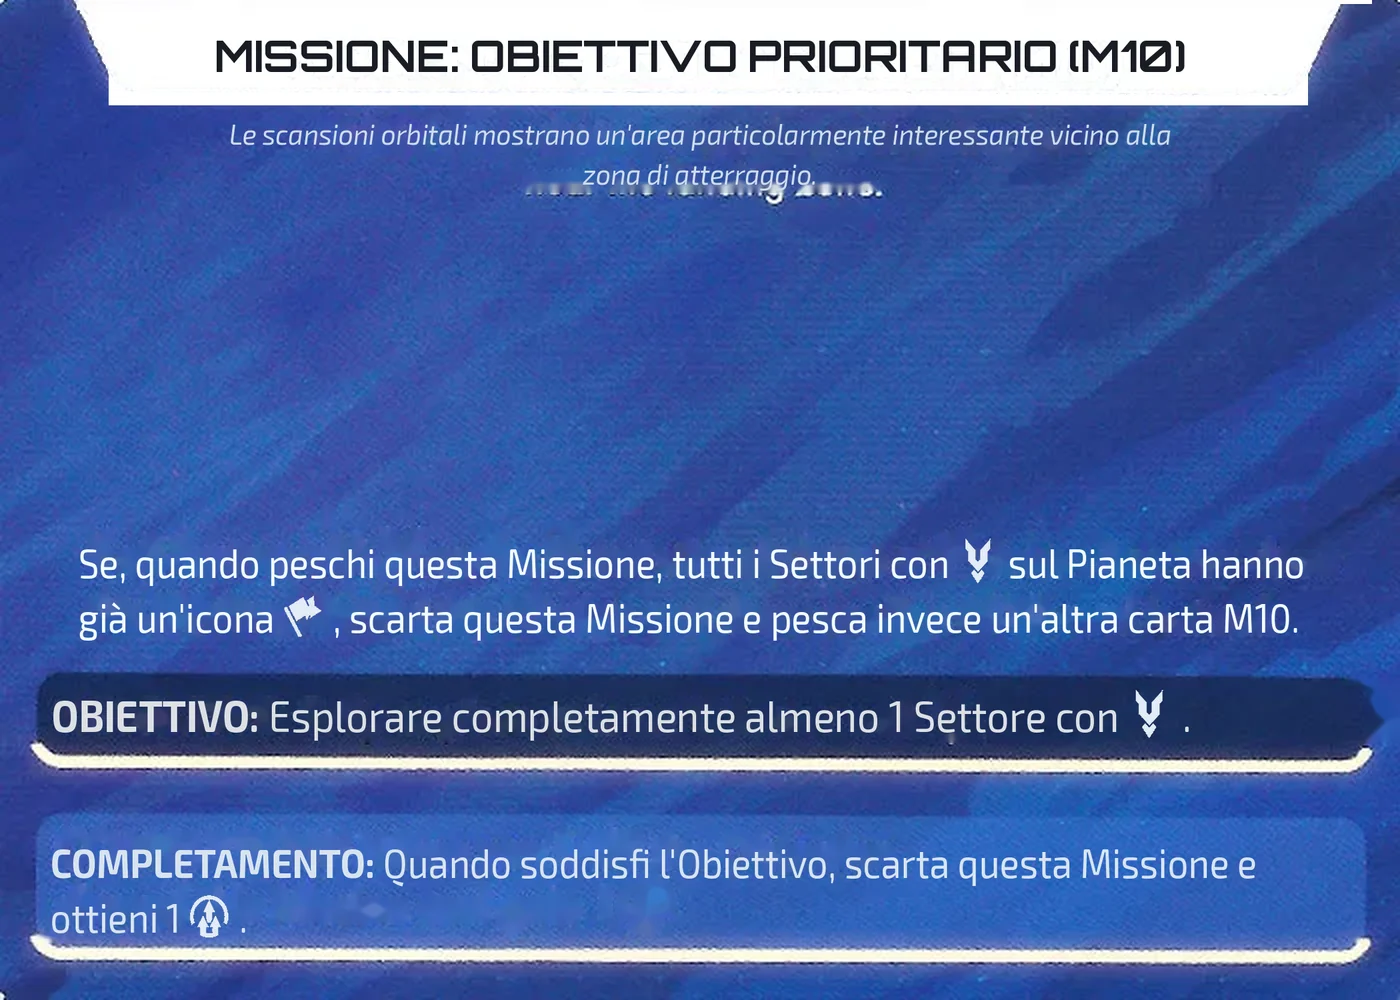 MISSIONE: OBIETTIVO PRIORITARIO (M10)
Le scansioni orbitali mostrano un'area particolarmente interessante vicino alla
zona di atterraggio.
Se, quando peschi questa Missione, tutti i Settori con sul Pianeta hanno
già un'icona , scarta questa Missione e pesca invece un'altra carta M10.
OBIETTIVO: Esplorare completamente almeno 1 Settore con .
COMPLETAMENTO: Quando soddisfi l'Obiettivo, scarta questa Missione e
ottieni 1 .